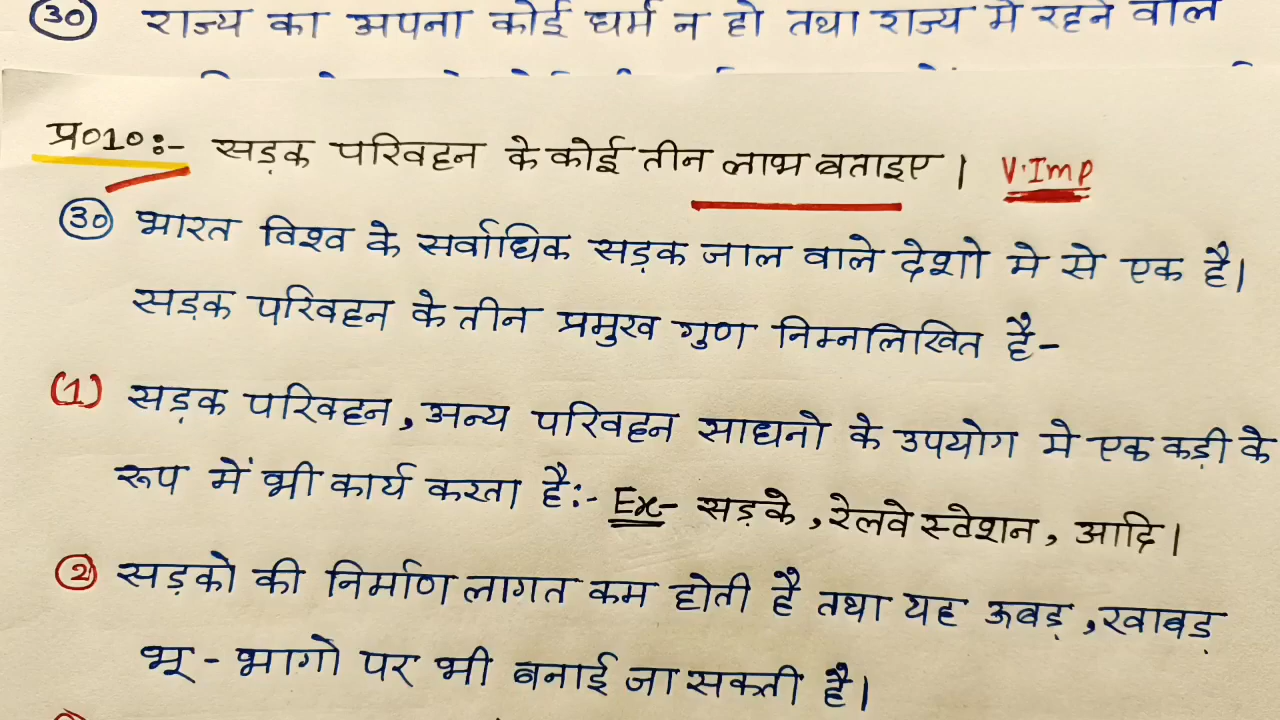 उ० राज्य का अपना कोई धर्म न हो तथा राज्य मे रहने वाले
प्र०10:- सड़क परिवहन के कोई तीन लाभ बताइए। V.Imp
उ० भारत विश्व के सर्वाधिक सड़क जाल वाले देशो मे से एक है।
सड़क परिवहन के तीन प्रमुख गुण निम्नलिखित है-
(1) सड़क परिवहन, अन्य परिवहन साधनो के उपयोग मे एक कड़ी के
रूप में भी कार्य करता है:- Ex- सड़के, रेलवे स्टेशन, आदि।
2 सड़को की निर्माण लागत कम होती है तथा यह ऊबड़, खाबड़
भू-भागो पर भी बनाई जा सकती है।